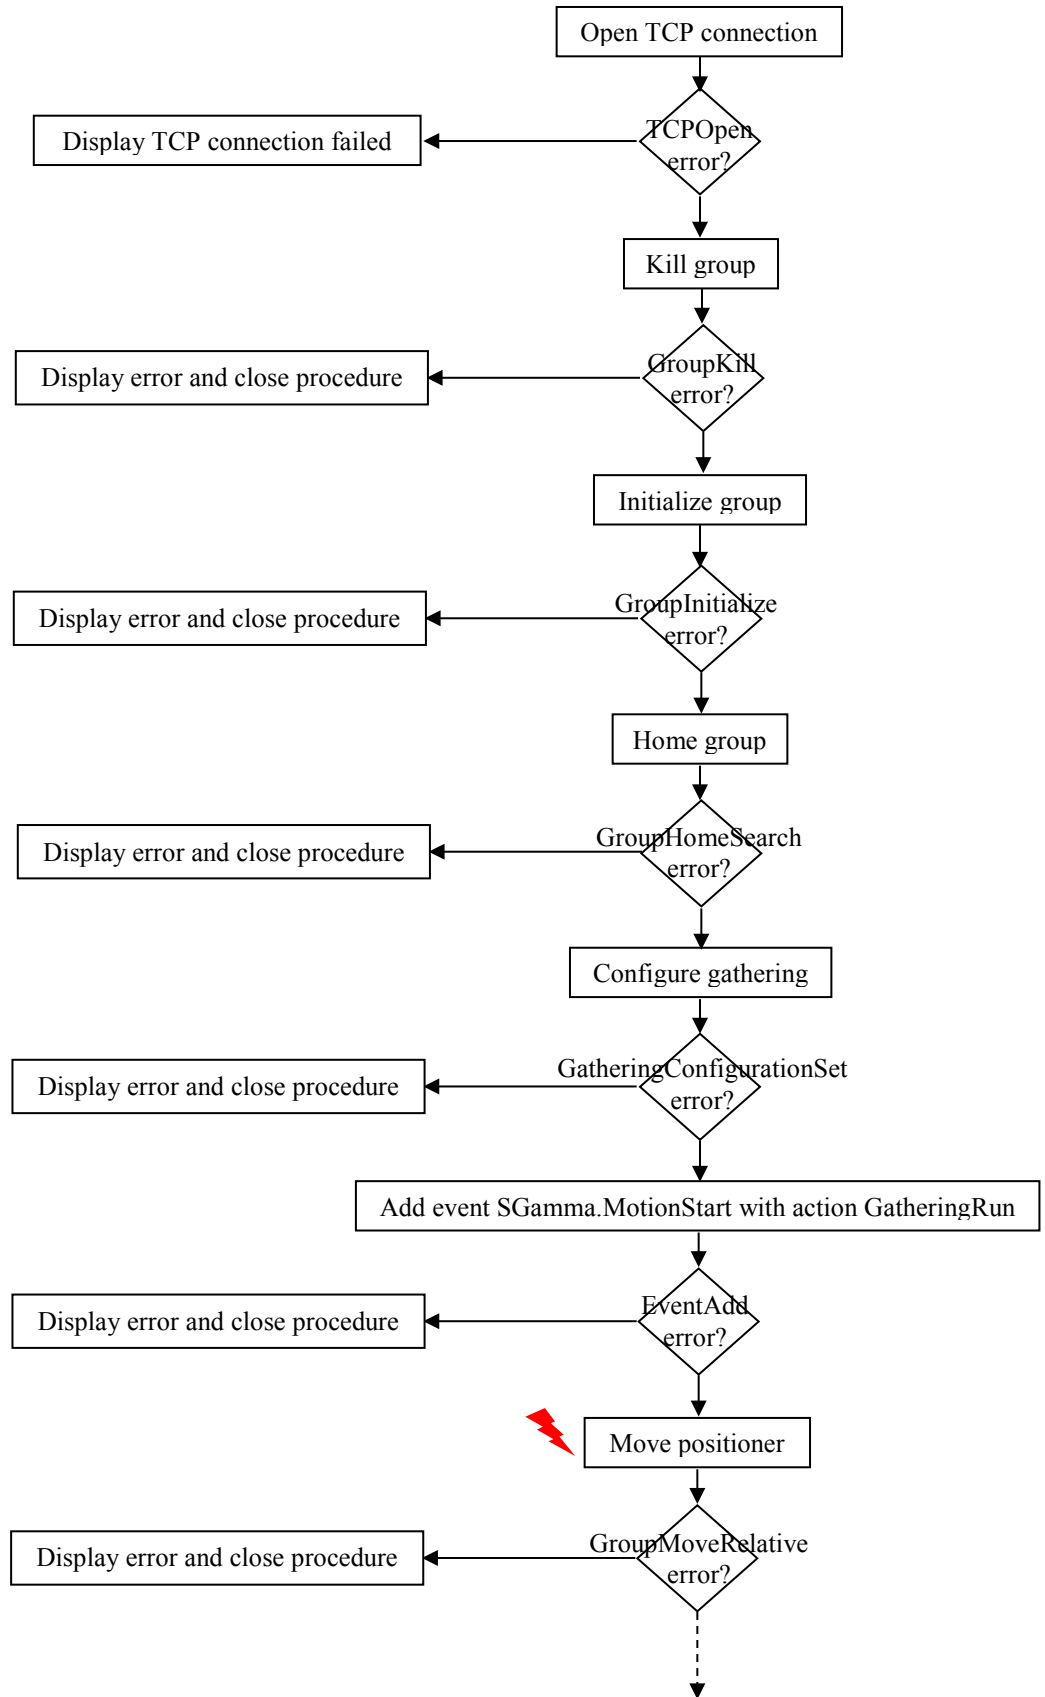 Open TCP connection
TCPOpen
error?
Display TCP connection failed
Kill group
GroupKill
error?
Display error and close procedure
Initialize group
GroupInitialize
error?
Display error and close procedure
Home group
GroupHomeSearch
error?
Display error and close procedure
Configure gathering
GatheringConfigurationSet
error?
Display error and close procedure
Add event SGamma.MotionStart with action GatheringRun
EventAdd
error?
Display error and close procedure
Move positioner
GroupMoveRelative
error?
Display error and close procedure